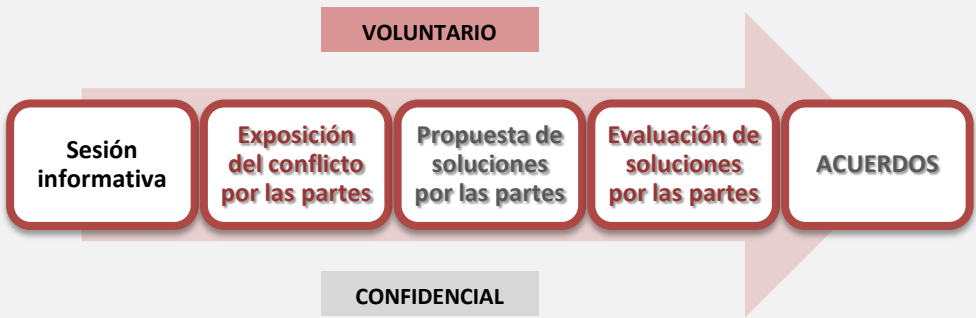 VOLUNTARIO
Sesión
informativa
Exposición
del conflicto
por las partes
Propuesta de
soluciones
por las partes
Evaluación de
soluciones
por las partes
ACUERDOS
CONFIDENCIAL